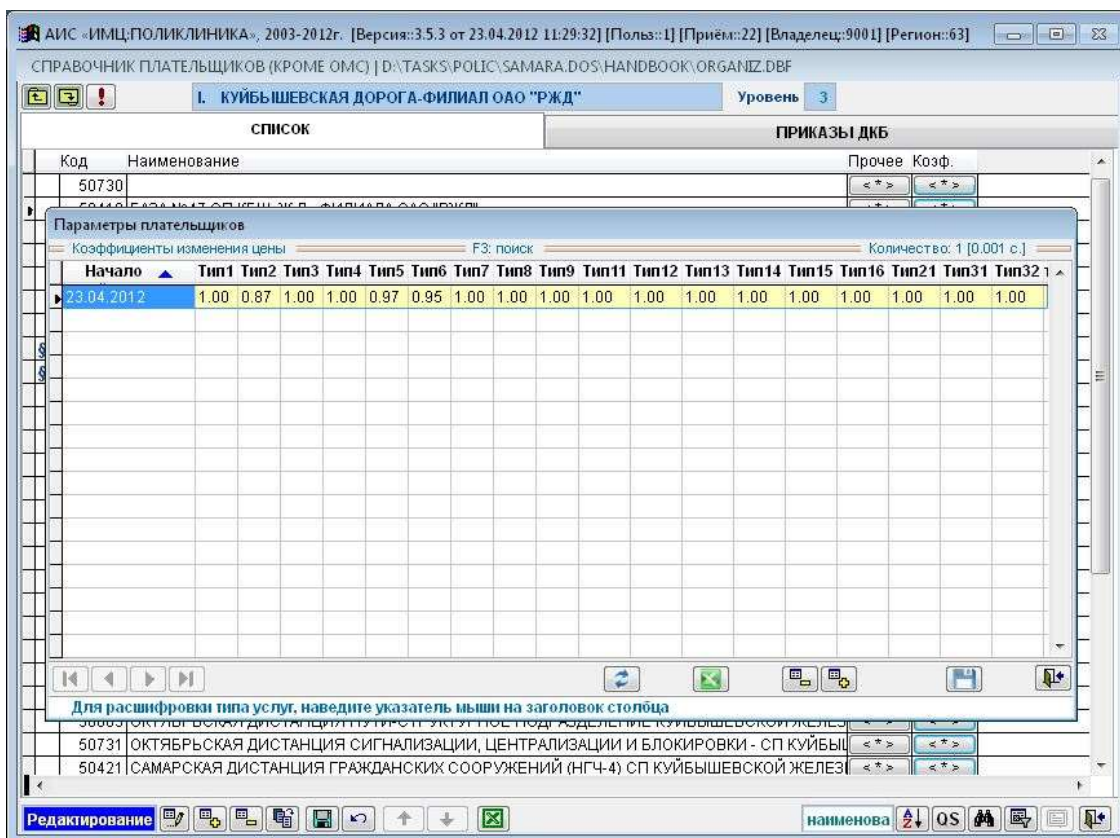 АИС «ИМЦ:ПОЛИКЛИНИКА», 2003-2012г. [Версия::3.5.3 от 23.04.2012 11:29:32] [Польз::1] [Приём::22] [Владелец::9001] [Регион::63]
СПРАВОЧНИК ПЛАТЕЛЬЩИКОВ (КРОМЕ ОМС) | D:\TASKS\POLIC\SAMARA.DOS\HANDBOOK\ORGANIZ.DBF
I. КУЙБЫШЕВСКАЯ ДОРОГА-ФИЛИАЛ ОАО "РЖД" Уровень 3
СПИСОК ПРИКАЗЫ ДКБ
Код Наименование Прочее Коэф.
50730 < * > < * >
Параметры плательщиков
Коэффициенты изменения цены F3: поиск Количество: 1 [0.001 с.]
Начало Тип1 Тип2 Тип3 Тип4 Тип5 Тип6 Тип7 Тип8 Тип9 Тип11 Тип12 Тип13 Тип14 Тип15 Тип16 Тип21 Тип31 Тип32
23.04.2012 1.00 0.87 1.00 1.00 0.97 0.95 1.00 1.00 1.00 1.00 1.00 1.00 1.00 1.00 1.00 1.00 1.00 1.00
§
§
Для расшифровки типа услуг, наведите указатель мыши на заголовок столбца
50731 ОКТЯБРЬСКАЯ ДИСТАНЦИЯ СИГНАЛИЗАЦИИ, ЦЕНТРАЛИЗАЦИИ И БЛОКИРОВКИ - СП КУЙБЫШ < * > < * >
50421 САМАРСКАЯ ДИСТАНЦИЯ ГРАЖДАНСКИХ СООРУЖЕНИЙ (НГЧ-4) СП КУЙБЫШЕВСКОЙ ЖЕЛЕЗ < * > < * >
Редактирование наименова QS